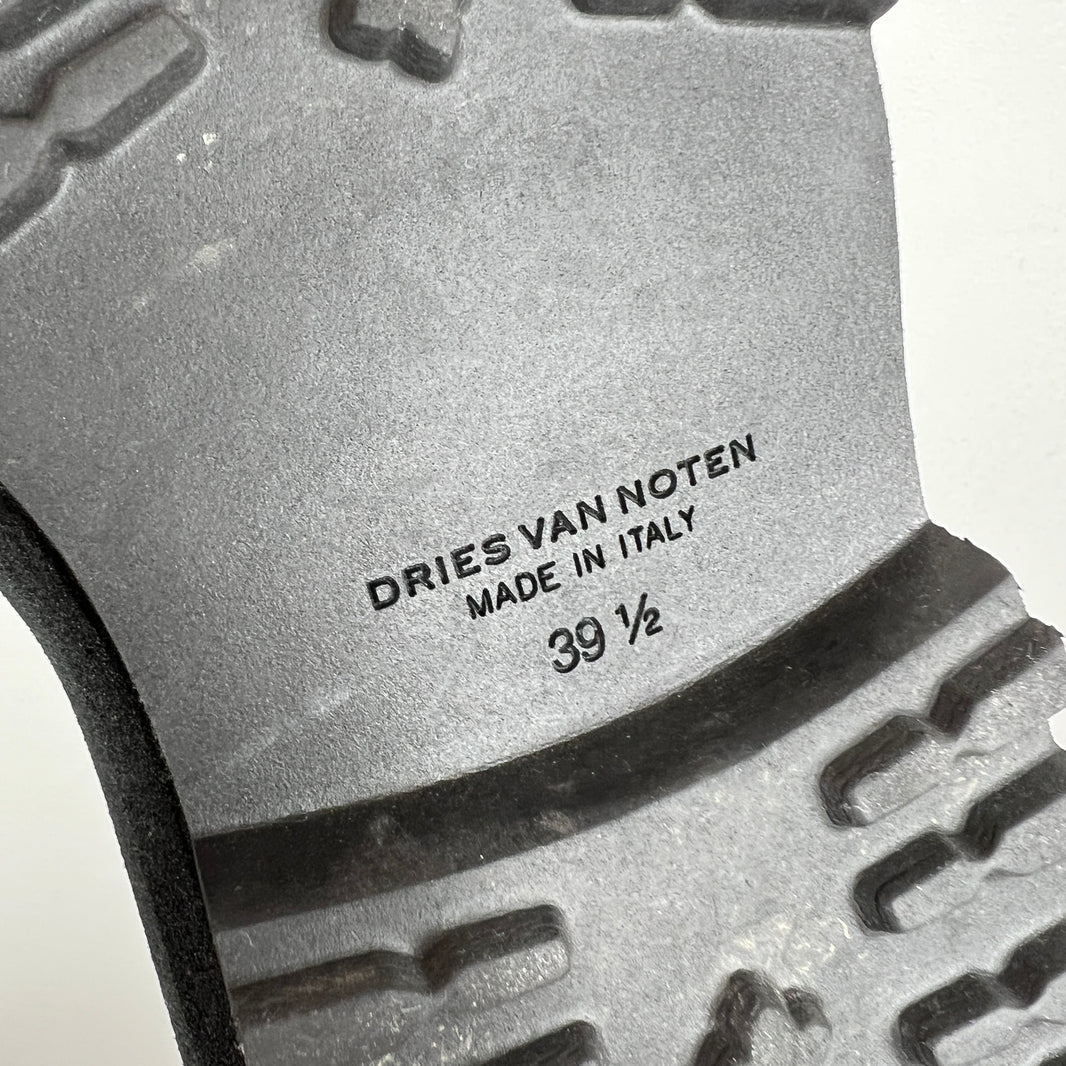 DRIES VAN NOTEN
MADE IN ITALY
39 ½